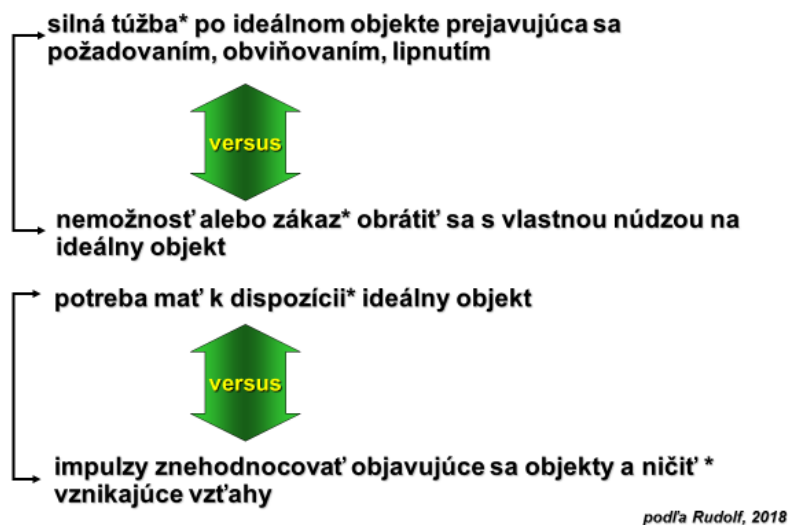 silná túžba* po ideálnom objekte prejavujúca sa
požadovaním, obviňovaním, lipnutím
versus
nemožnosť alebo zákaz* obrátiť sa s vlastnou núdzou na
ideálny objekt
potreba mať k dispozícii* ideálny objekt
versus
impulzy znehodnocovať objavujúce sa objekty a ničiť *
vznikajúce vzťahy
podľa Rudolf, 2018